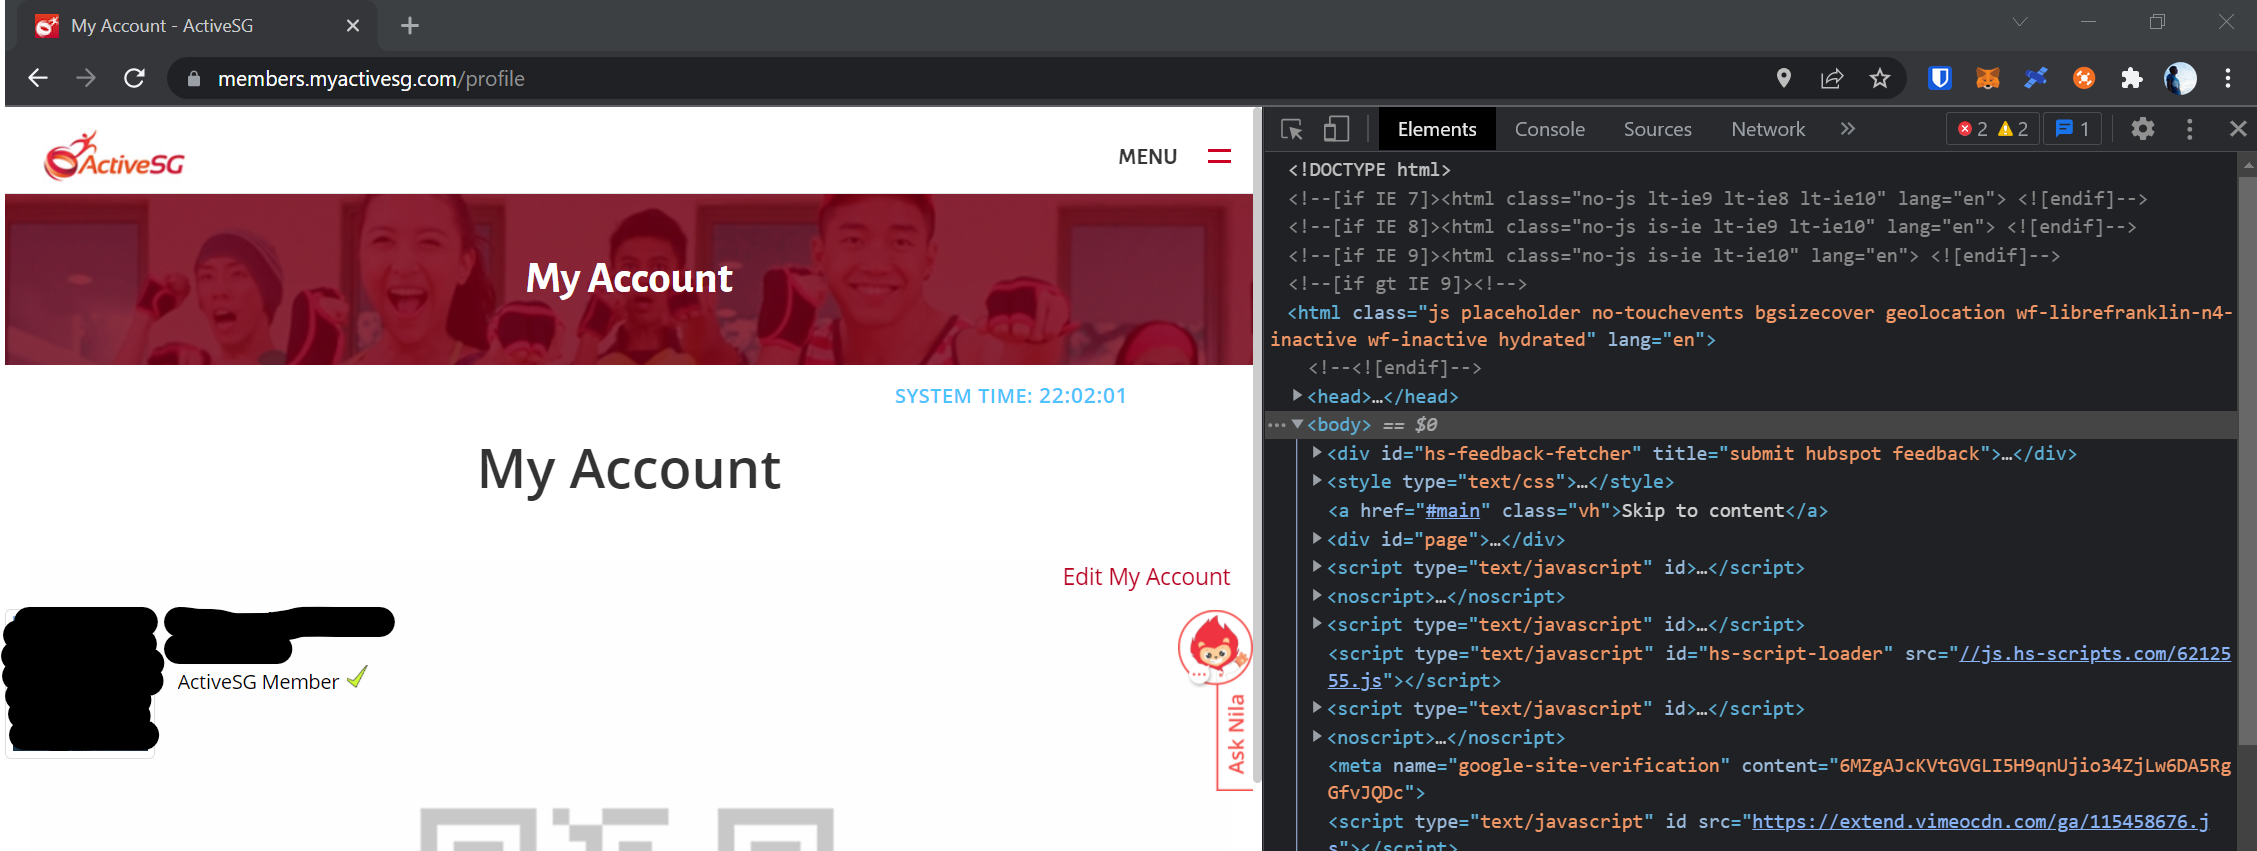 My Account - ActiveSG
members.myactivesg.com/profile
ActiveSG
MENU
My Account
SYSTEM TIME: 22:02:01
My Account
Edit My Account
ActiveSG Member
Ask Nila
Elements Console Sources Network » 2 2 1
<!DOCTYPE html>
<!--[if IE 7]><html class="no-js lt-ie9 lt-ie8 lt-ie10" lang="en"> <![endif]-->
<!--[if IE 8]><html class="no-js is-ie lt-ie9 lt-ie10" lang="en"> <![endif]-->
<!--[if IE 9]><html class="no-js is-ie lt-ie10" lang="en"> <![endif]-->
<!--[if gt IE 9]><!-->
<html class="js placeholder no-touchevents bgsizecover geolocation wf-librefranklin-n4-
inactive wf-inactive hydrated" lang="en">
<!--<![endif]-->
<head>…</head>
<body> == $0
<div id="hs-feedback-fetcher" title="submit hubspot feedback">…</div>
<style type="text/css">…</style>
<a href="#main" class="vh">Skip to content</a>
<div id="page">…</div>
<script type="text/javascript" id>…</script>
<noscript>…</noscript>
<script type="text/javascript" id>…</script>
<script type="text/javascript" id="hs-script-loader" src="//js.hs-scripts.com/62125
55.js"></script>
<script type="text/javascript" id>…</script>
<noscript>…</noscript>
<meta name="google-site-verification" content="6MZgAJcKVtGVGLI5H9qnUjio34ZjLw6DA5Rg
GfvJQDc">
<script type="text/javascript" id src="https://extend.vimeocdn.com/ga/115458676.j
s"></script>